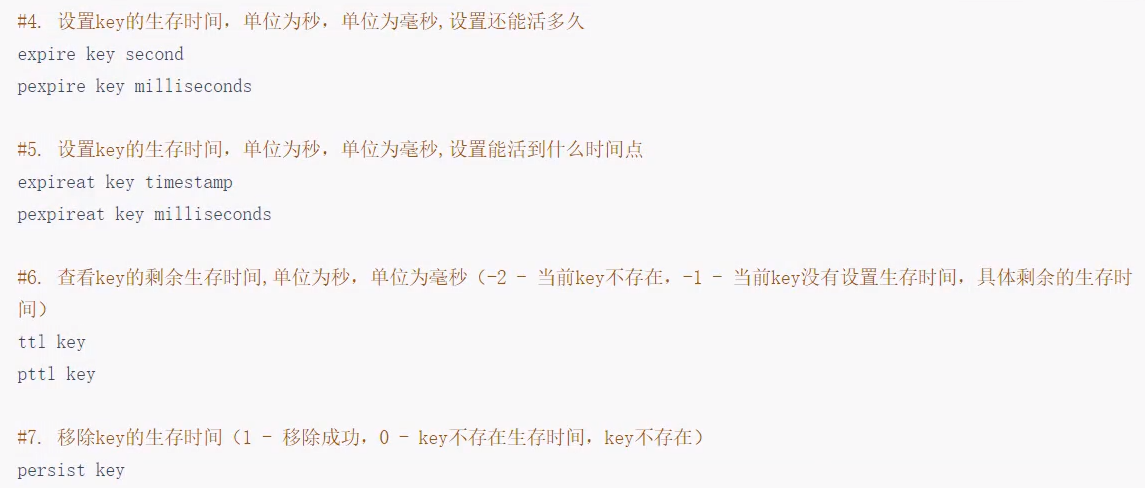 #4. 设置key的生存时间，单位为秒，单位为毫秒,设置还能活多久
expire key second
pexpire key milliseconds
#5. 设置key的生存时间，单位为秒，单位为毫秒,设置能活到什么时间点
expireat key timestamp
pexpireat key milliseconds
#6. 查看key的剩余生存时间,单位为秒，单位为毫秒（-2 - 当前key不存在，-1 - 当前key没有设置生存时间，具体剩余的生存时
间）
ttl key
pttl key
#7. 移除key的生存时间（1 - 移除成功，0 - key不存在生存时间，key不存在）
persist key